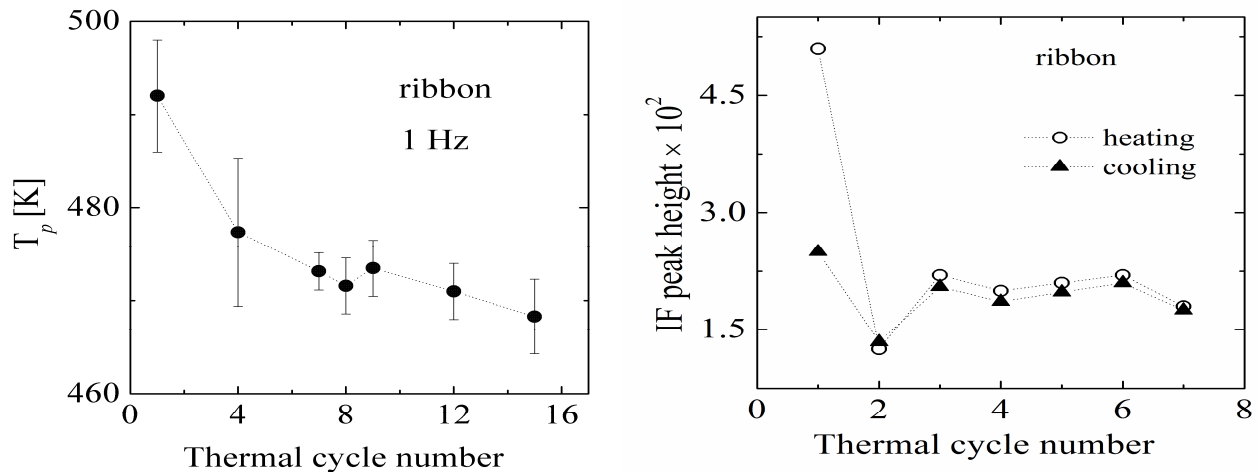 500
480
460
T_p [K]
ribbon
1 Hz
0 4 8 12 16
Thermal cycle number
4.5
3.0
1.5
IF peak height × 10²
ribbon
heating
cooling
0 2 4 6 8
Thermal cycle number